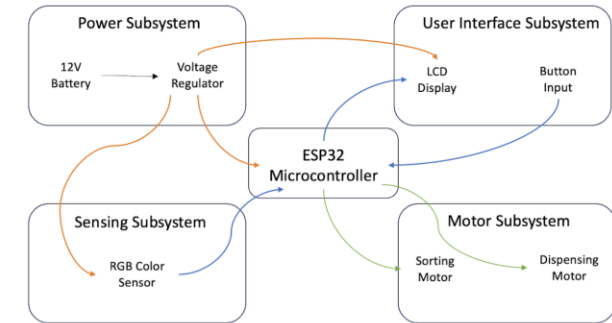 Power Subsystem
12V
Battery
Voltage
Regulator
User Interface Subsystem
LCD
Display
Button
Input
ESP32
Microcontroller
Sensing Subsystem
RGB Color
Sensor
Motor Subsystem
Sorting
Motor
Dispensing
Motor